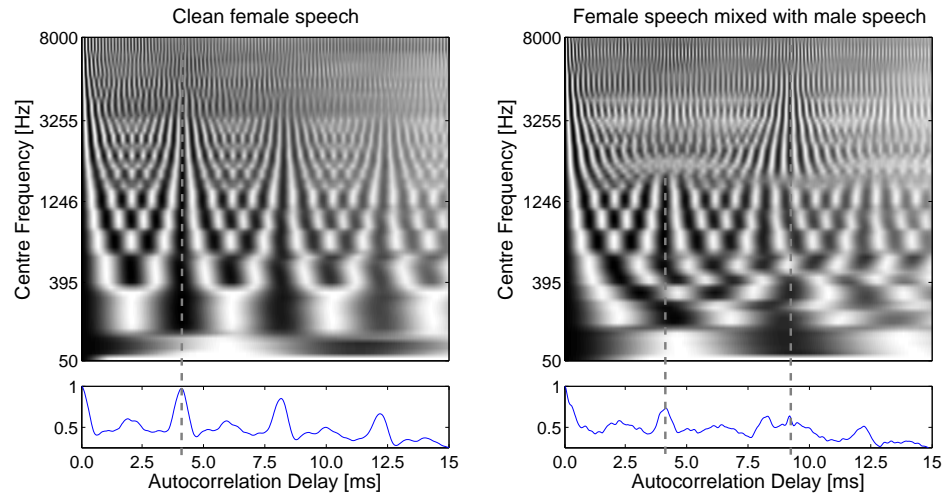 Clean female speech
8000
3255
1246
395
50
Centre Frequency [Hz]
1
0.5
0.0 2.5 5.0 7.5 10.0 12.5 15
Autocorrelation Delay [ms]
Female speech mixed with male speech
8000
3255
1246
395
50
Centre Frequency [Hz]
1
0.5
0.0 2.5 5.0 7.5 10.0 12.5 15
Autocorrelation Delay [ms]